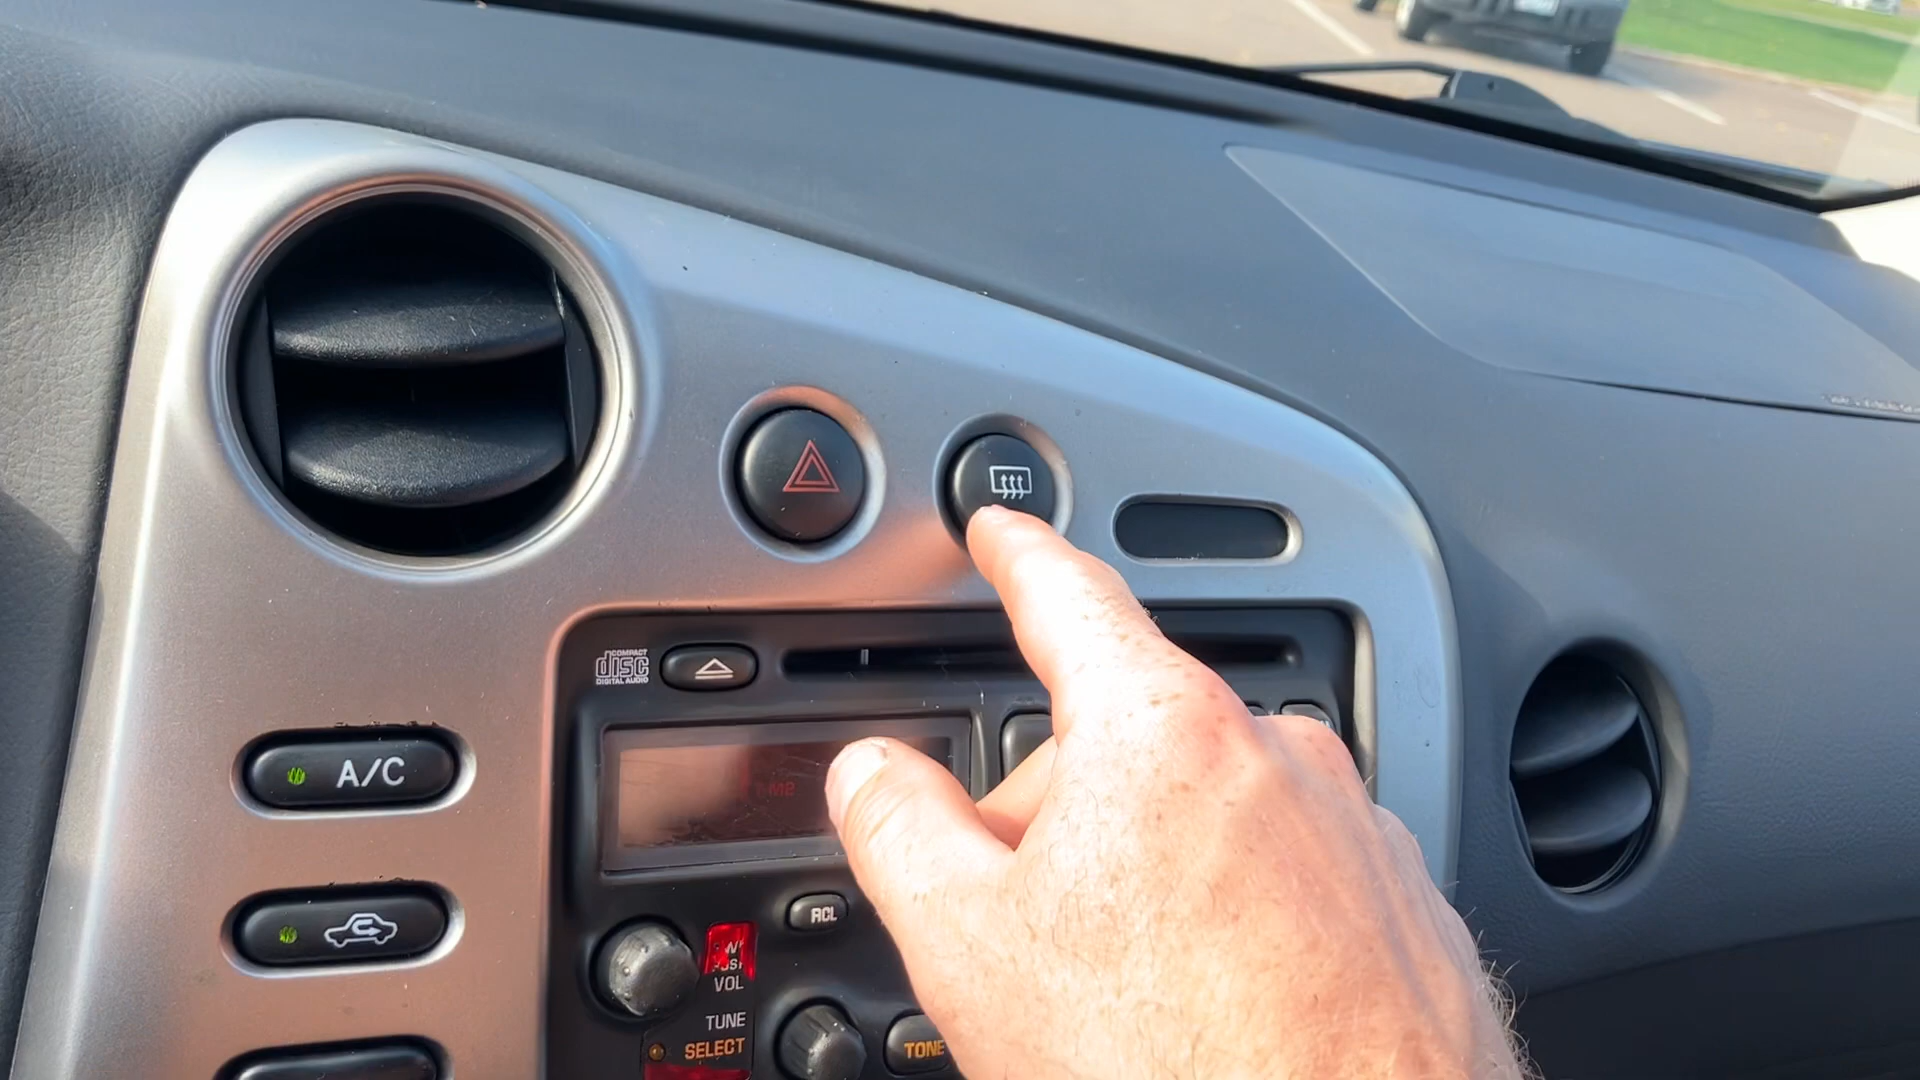 COMPACT
disc
DIGITAL AUDIO
A/C
RCL
VOL
TUNE
SELECT
TONE